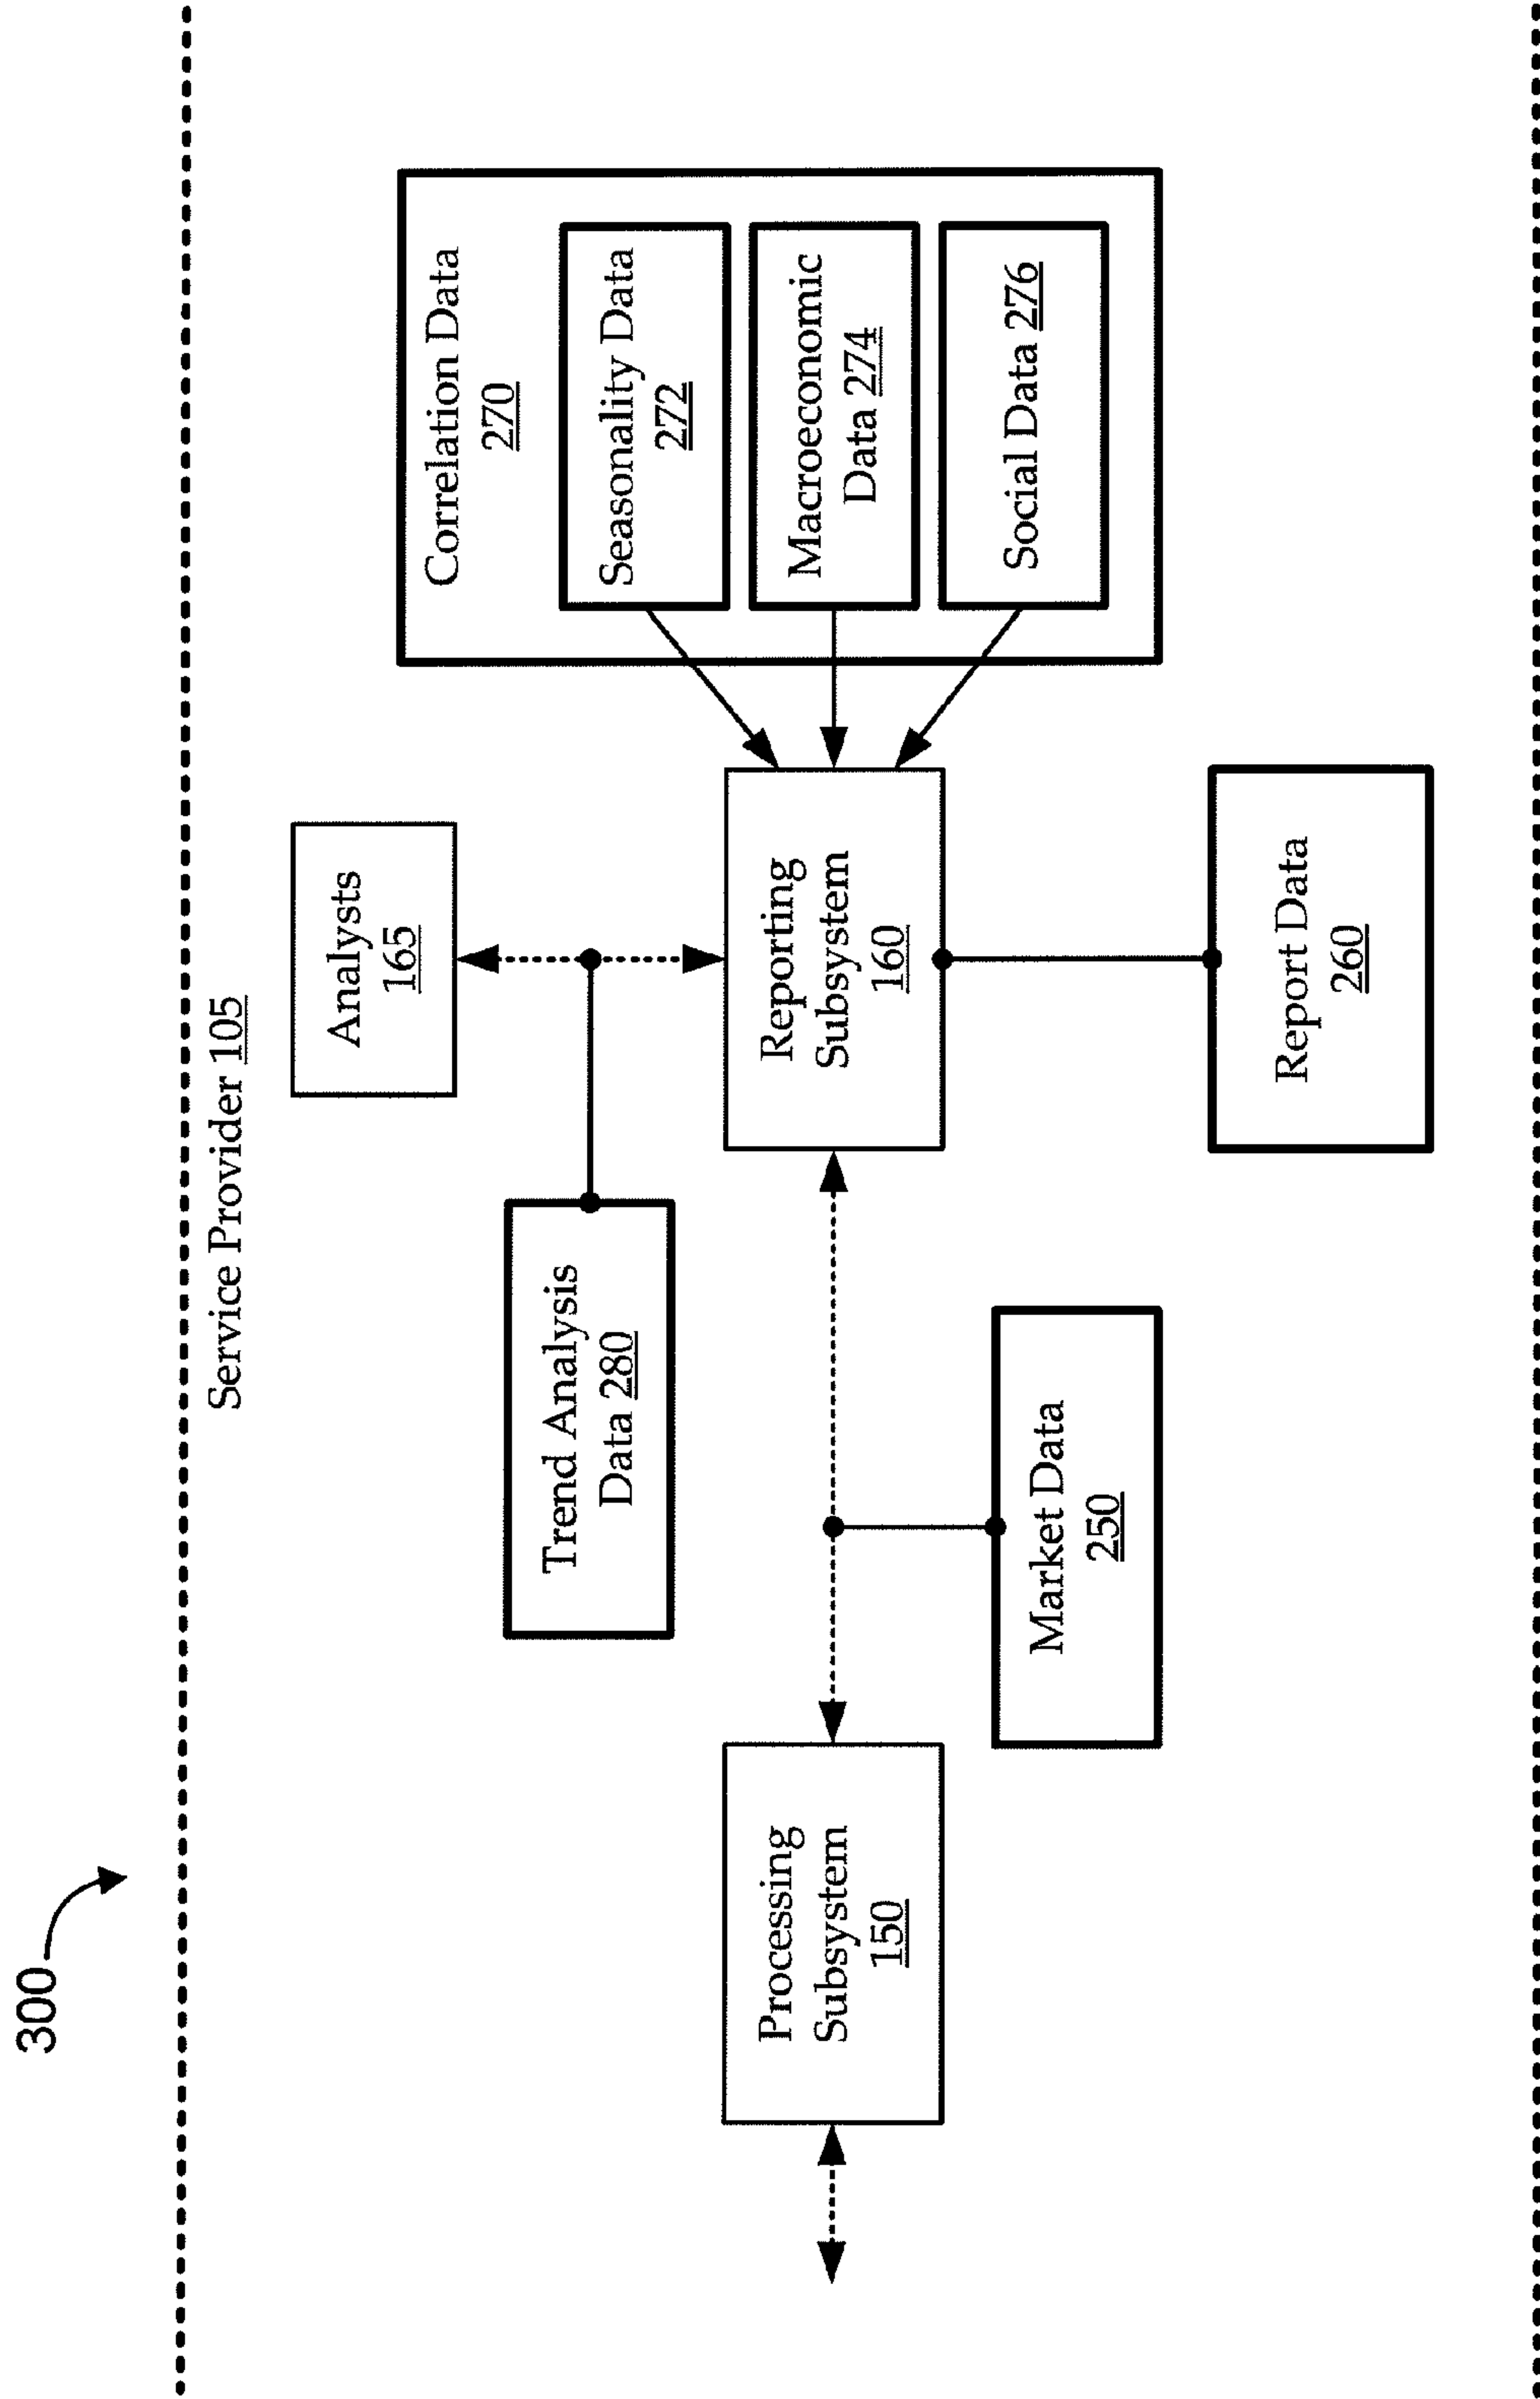 300
Service Provider 105
Analysts
165
Correlation Data
270
Trend Analysis
Data 280
Seasonality Data
272
Processing
Subsystem
150
Reporting
Subsystem
160
Macroeconomic
Data 274
Market Data
250
Social Data 276
Report Data
260